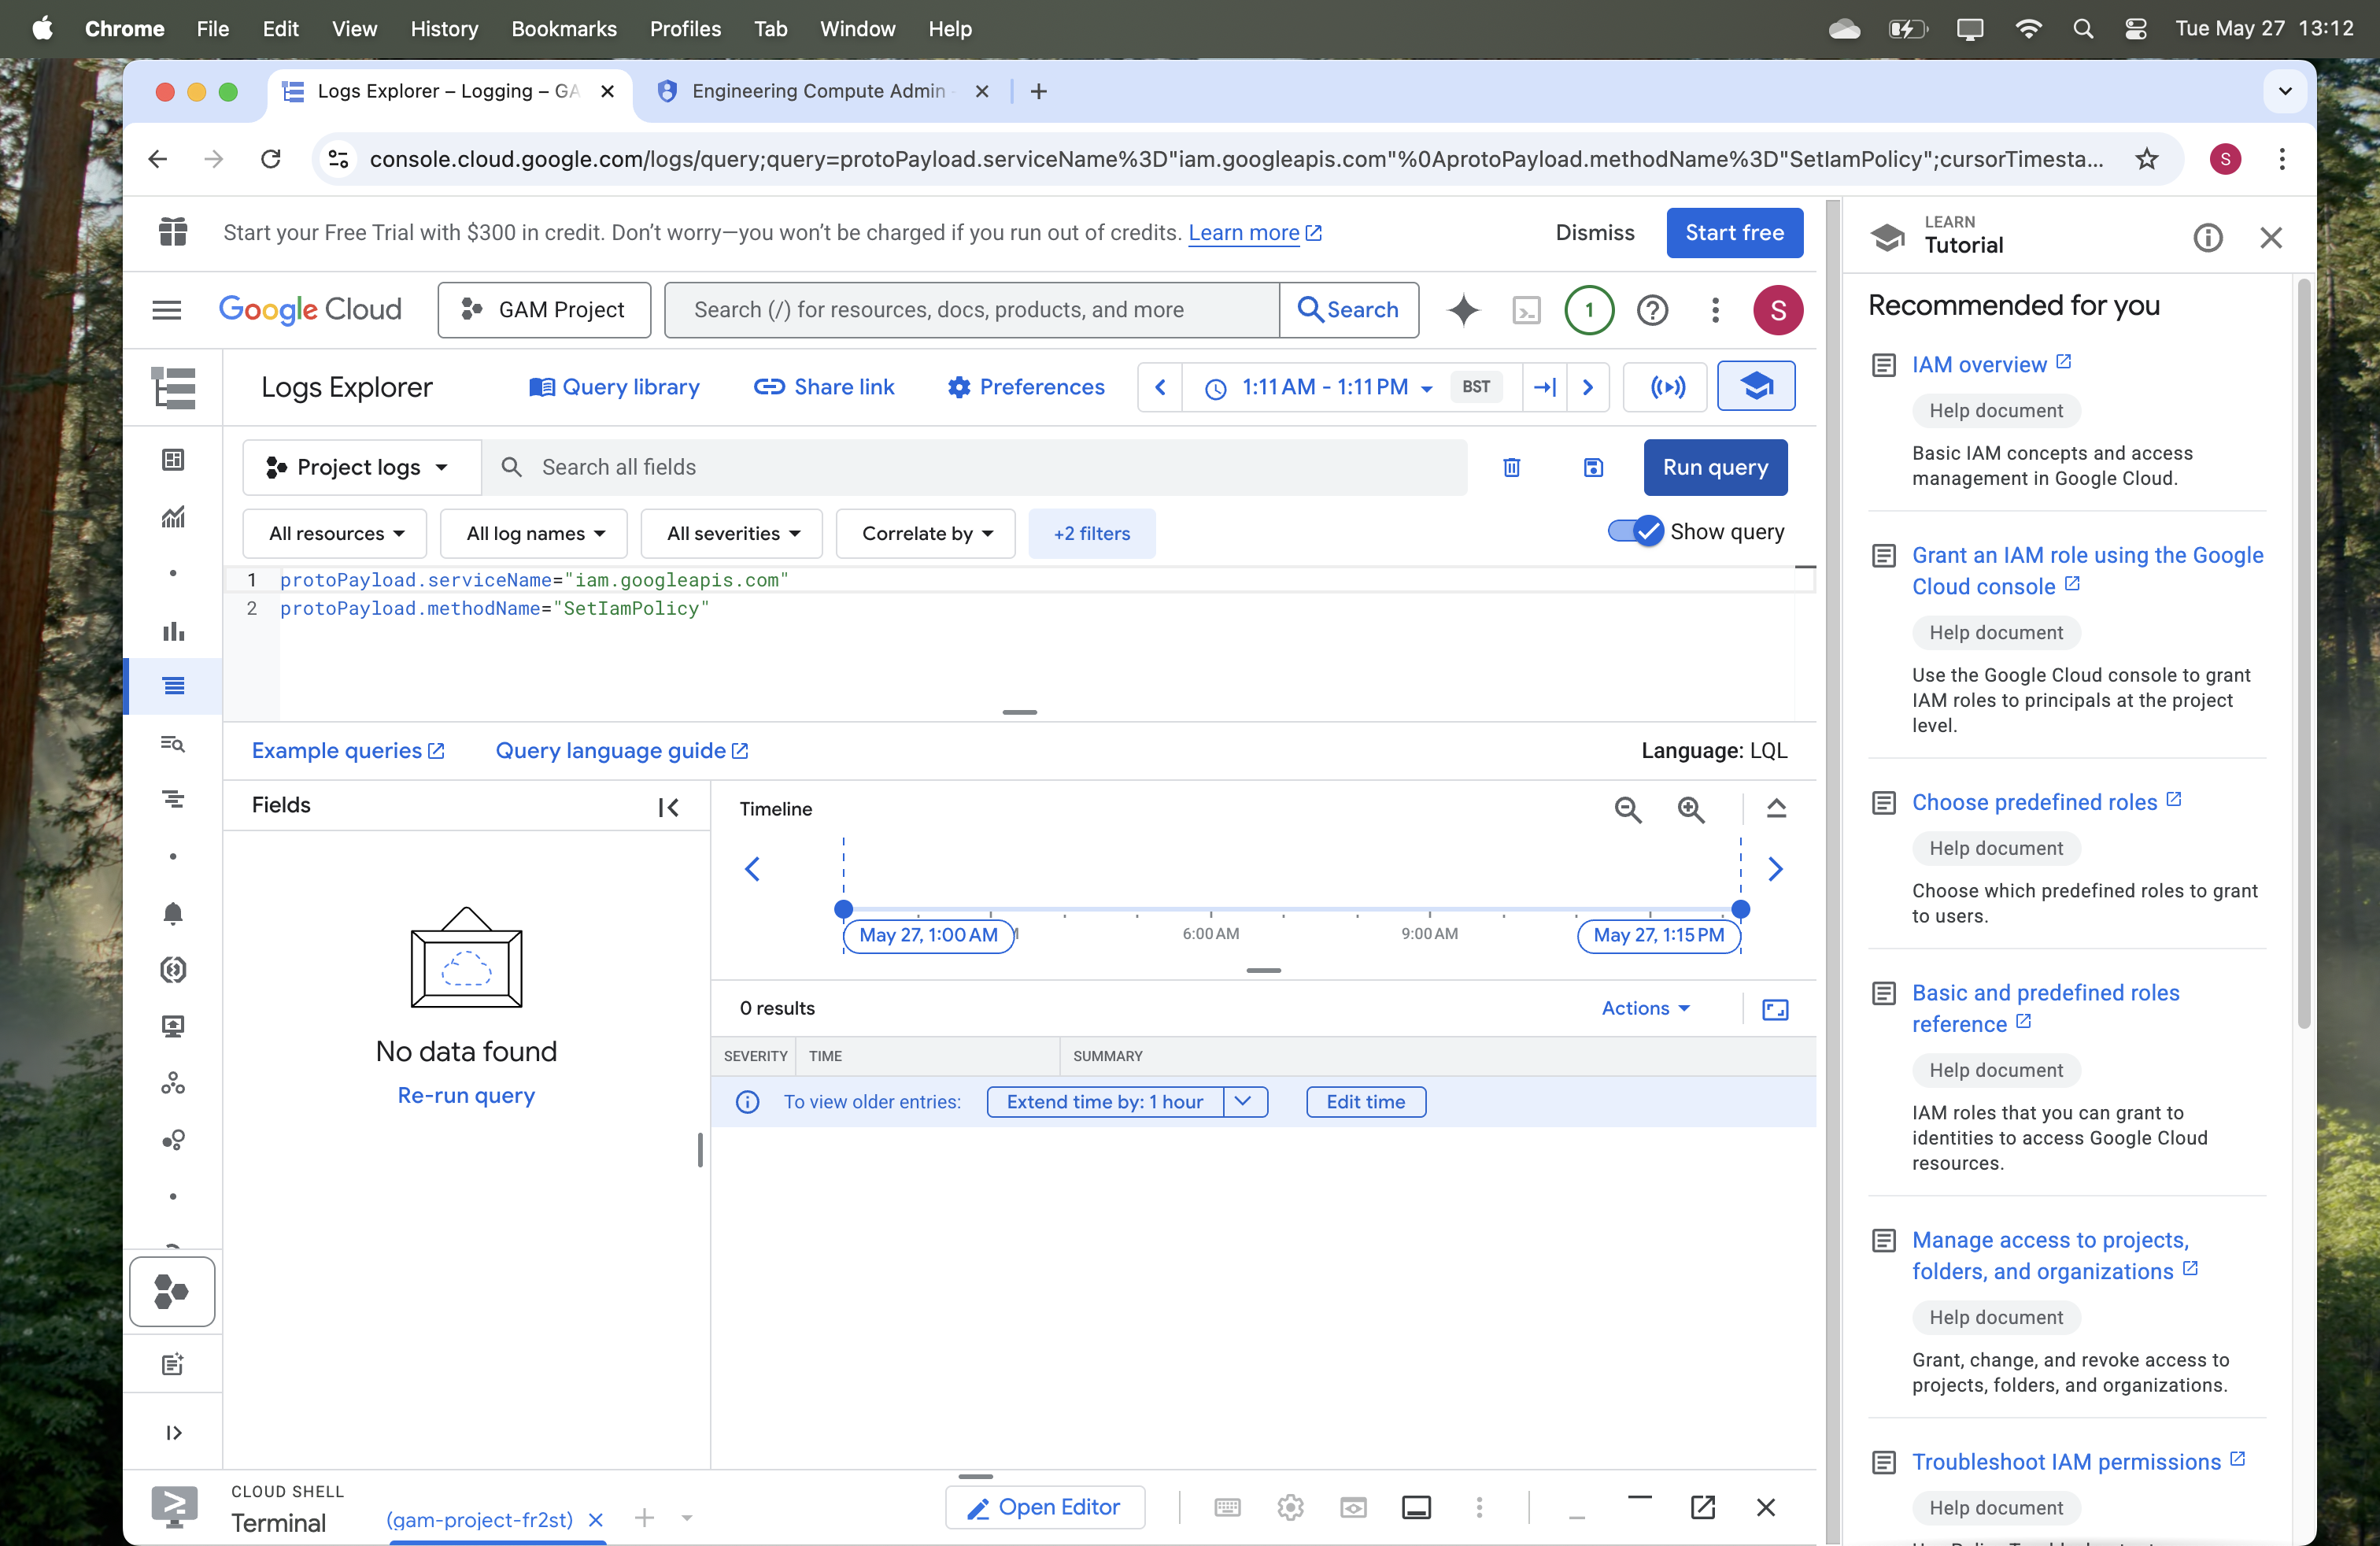 Chrome File Edit View History Bookmarks Profiles Tab Window Help Tue May 27 13:12
Logs Explorer – Logging – GA
Engineering Compute Admin
console.cloud.google.com/logs/query;query=protoPayload.serviceName%3D"iam.googleapis.com"%0AprotoPayload.methodName%3D"SetIamPolicy";cursorTimesta...
S
Start your Free Trial with $300 in credit. Don't worry—you won't be charged if you run out of credits. Learn more
Dismiss
Start free
Google Cloud
GAM Project
Search (/) for resources, docs, products, and more
Search
1
S
Logs Explorer
Query library
Share link
Preferences
1:11 AM - 1:11 PM
BST
Project logs
Search all fields
Run query
All resources
All log names
All severities
Correlate by
+2 filters
Show query
1 protoPayload.serviceName="iam.googleapis.com"
2 protoPayload.methodName="SetIamPolicy"
Example queries
Query language guide
Language: LQL
Fields
No data found
Re-run query
Timeline
May 27, 1:00 AM
6:00 AM
9:00 AM
May 27, 1:15 PM
0 results
Actions
SEVERITY
TIME
SUMMARY
To view older entries:
Extend time by: 1 hour
Edit time
CLOUD SHELL
Terminal
(gam-project-fr2st)
Open Editor
LEARN
Tutorial
Recommended for you
IAM overview
Help document
Basic IAM concepts and access
management in Google Cloud.
Grant an IAM role using the Google
Cloud console
Help document
Use the Google Cloud console to grant
IAM roles to principals at the project
level.
Choose predefined roles
Help document
Choose which predefined roles to grant
to users.
Basic and predefined roles
reference
Help document
IAM roles that you can grant to
identities to access Google Cloud
resources.
Manage access to projects,
folders, and organizations
Help document
Grant, change, and revoke access to
projects, folders, and organizations.
Troubleshoot IAM permissions
Help document